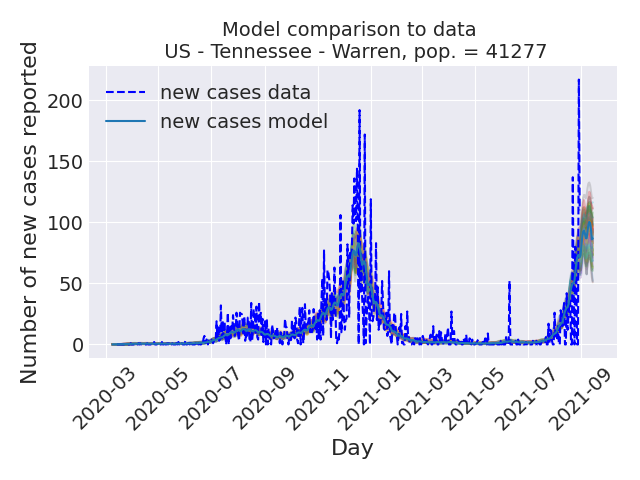 Model comparison to data
US - Tennessee - Warren, pop. = 41277
Number of new cases reported
200
150
100
50
0
new cases data
new cases model
2020-03
2020-05
2020-07
2020-09
2020-11
2021-01
2021-03
2021-05
2021-07
2021-09
Day